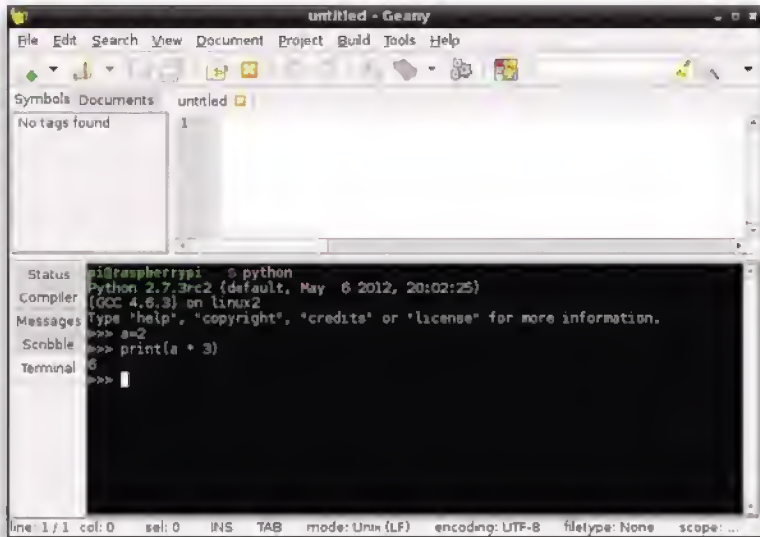 untitled - Geany
File Edit Search View Document Project Build Tools Help
Symbols Documents
untitled
No tags found
1
Status
Compiler
Messages
Scribble
Terminal
pi@raspberrypi $ python
Python 2.7.3rc2 (default, May 6 2012, 20:02:25)
[GCC 4.6.3] on linux2
Type "help", "copyright", "credits" or "license" for more information.
>>> a=2
>>> print(a * 3)
6
>>>
line: 1 / 1 col: 0 sel: 0 INS TAB mode: Unix (LF) encoding: UTF-8 filetype: None scope: ...